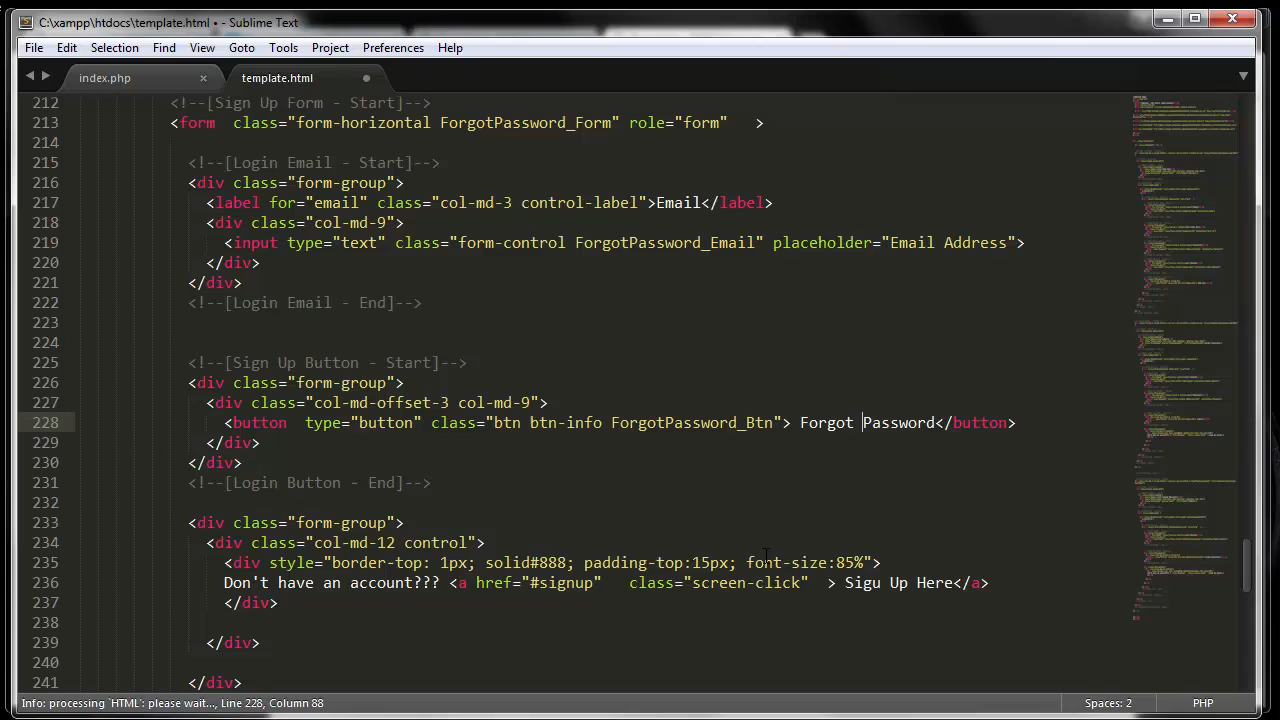 C:\xampp\htdocs\template.html • - Sublime Text
File Edit Selection Find View Goto Tools Project Preferences Help
index.php × template.html
212 <!--[Sign Up Form - Start]-->
213 <form  class="form-horizontal ForgotPassword_Form" role="form"
214
215 <!--[Login Email - Start]-->
216 <div class="form-group">
217 <label for="email" class="col-md-3 control-label">Email</label>
218 <div class="col-md-9">
219 <input type="text" class="form-control ForgotPassword_Email" placeholder="Email Address">
220 </div>
221 </div>
222 <!--[Login Email - End]-->
223
224
225 <!--[Sign Up Button - Start]-->
226 <div class="form-group">
227 <div class="col-md-offset-3 col-md-9">
228 <button  type="button" class="btn btn-info ForgotPassword_Btn"> Forgot Password</button>
229 </div>
230 </div>
231 <!--[Login Button - End]-->
232
233 <div class="form-group">
234 <div class="col-md-12 control">
235 <div style="border-top: 1px; solid#888; padding-top:15px; font-size:85%">
236 Don't have an account??? <a href="#signup"   class="screen-click"  > Sigu Up Here</a>
237 </div>
238
239 </div>
240
241 </div>
Info: processing `HTML': please wait..., Line 228, Column 88 Spaces: 2 PHP